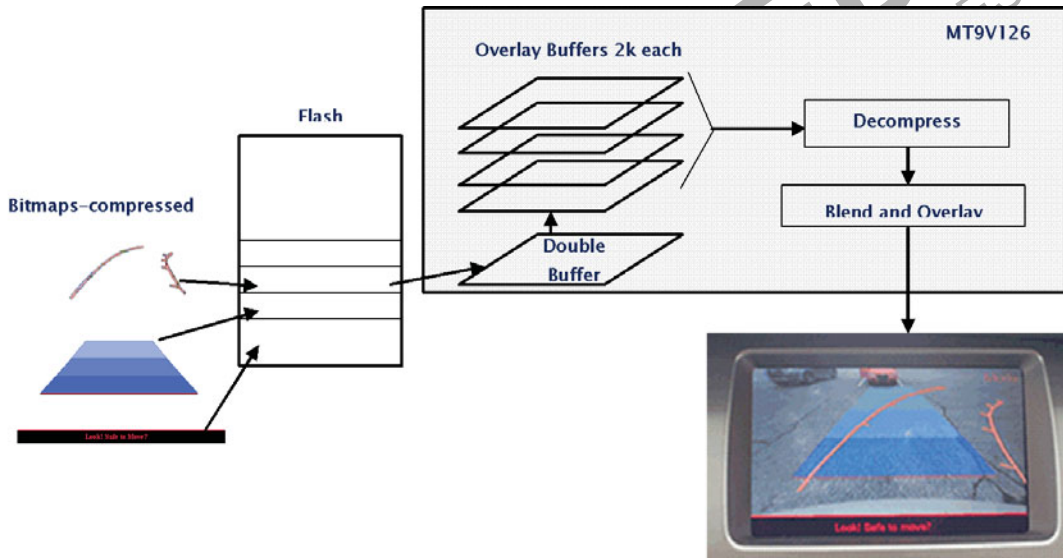 MT9V126
Overlay Buffers 2k each
Flash
Decompress
Bitmaps-compressed
Blend and Overlay
Double
Buffer
Look! Safe to Move?
Look! Safe to move?